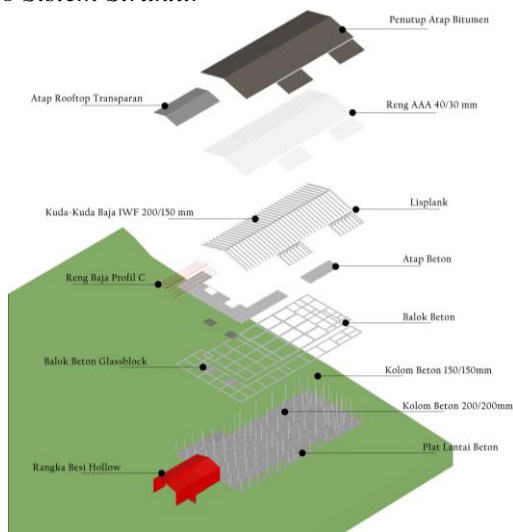 Penutup Atap Bitumen
Atap Rooftop Transparan
Reng AAA 40/30 mm
Kuda-Kuda Baja IWF 200/150 mm
Lisplank
Atap Beton
Reng Baja Profil C
Balok Beton
Balok Beton Glassblock
Kolom Beton 150/150mm
Kolom Beton 200/200mm
Plat Lantai Beton
Rangka Besi Hollow